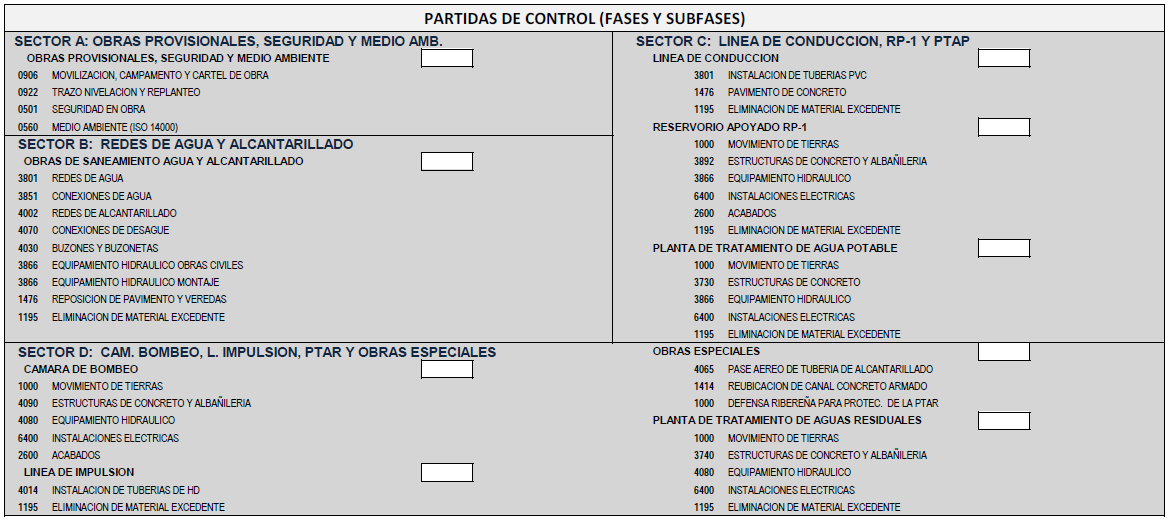 PARTIDAS DE CONTROL (FASES Y SUBFASES)
SECTOR A: OBRAS PROVISIONALES, SEGURIDAD Y MEDIO AMB.
OBRAS PROVISIONALES, SEGURIDAD Y MEDIO AMBIENTE
0906 MOVILIZACION, CAMPAMENTO Y CARTEL DE OBRA
0922 TRAZO NIVELACION Y REPLANTEO
0501 SEGURIDAD EN OBRA
0560 MEDIO AMBIENTE (ISO 14000)
SECTOR B: REDES DE AGUA Y ALCANTARILLADO
OBRAS DE SANEAMIENTO AGUA Y ALCANTARILLADO
3801 REDES DE AGUA
3851 CONEXIONES DE AGUA
4002 REDES DE ALCANTARILLADO
4070 CONEXIONES DE DESAGUE
4030 BUZONES Y BUZONETAS
3866 EQUIPAMIENTO HIDRAULICO OBRAS CIVILES
3866 EQUIPAMIENTO HIDRAULICO MONTAJE
1476 REPOSICION DE PAVIMENTO Y VEREDAS
1195 ELIMINACION DE MATERIAL EXCEDENTE
SECTOR C: LINEA DE CONDUCCION, RP-1 Y PTAP
LINEA DE CONDUCCION
3801 INSTALACION DE TUBERIAS PVC
1476 PAVIMENTO DE CONCRETO
1195 ELIMINACION DE MATERIAL EXCEDENTE
RESERVORIO APOYADO RP-1
1000 MOVIMIENTO DE TIERRAS
3892 ESTRUCTURAS DE CONCRETO Y ALBAÑILERIA
3866 EQUIPAMIENTO HIDRAULICO
6400 INSTALACIONES ELECTRICAS
2600 ACABADOS
1195 ELIMINACION DE MATERIAL EXCEDENTE
PLANTA DE TRATAMIENTO DE AGUA POTABLE
1000 MOVIMIENTO DE TIERRAS
3730 ESTRUCTURAS DE CONCRETO
3866 EQUIPAMIENTO HIDRAULICO
6400 INSTALACIONES ELECTRICAS
1195 ELIMINACION DE MATERIAL EXCEDENTE
SECTOR D: CAM. BOMBEO, L. IMPULSION, PTAR Y OBRAS ESPECIALES
CAMARA DE BOMBEO
1000 MOVIMIENTO DE TIERRAS
4090 ESTRUCTURAS DE CONCRETO Y ALBAÑILERIA
4080 EQUIPAMIENTO HIDRAULICO
6400 INSTALACIONES ELECTRICAS
2600 ACABADOS
LINEA DE IMPULSION
4014 INSTALACION DE TUBERIAS DE HD
1195 ELIMINACION DE MATERIAL EXCEDENTE
OBRAS ESPECIALES
4065 PASE AEREO DE TUBERIA DE ALCANTARILLADO
1414 REUBICACION DE CANAL CONCRETO ARMADO
1000 DEFENSA RIBEREÑA PARA PROTEC. DE LA PTAR
PLANTA DE TRATAMIENTO DE AGUAS RESIDUALES
1000 MOVIMIENTO DE TIERRAS
3740 ESTRUCTURAS DE CONCRETO Y ALBAÑILERIA
4080 EQUIPAMIENTO HIDRAULICO
6400 INSTALACIONES ELECTRICAS
1195 ELIMINACION DE MATERIAL EXCEDENTE